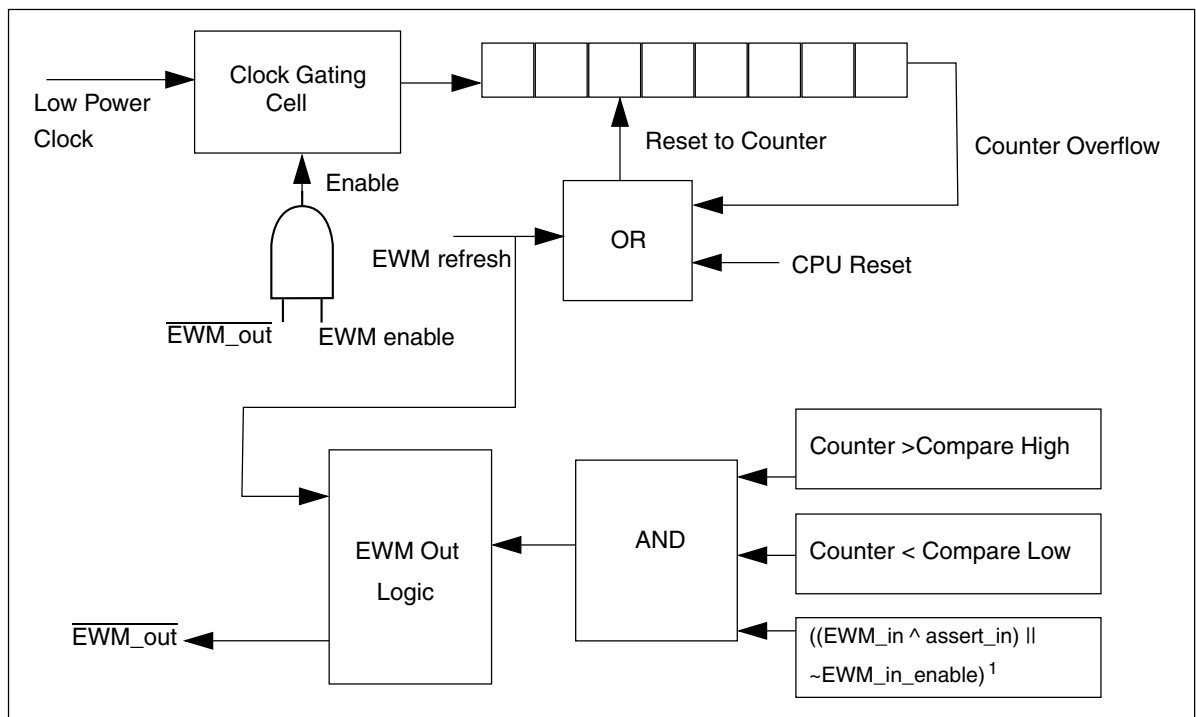 Low Power
Clock
Clock Gating
Cell
Reset to Counter
Counter Overflow
Enable
OR
EWM refresh
CPU Reset
EWM_out
EWM enable
Counter >Compare High
EWM Out
Logic
AND
Counter < Compare Low
EWM_out
((EWM_in ^ assert_in) ||
~EWM_in_enable) 1